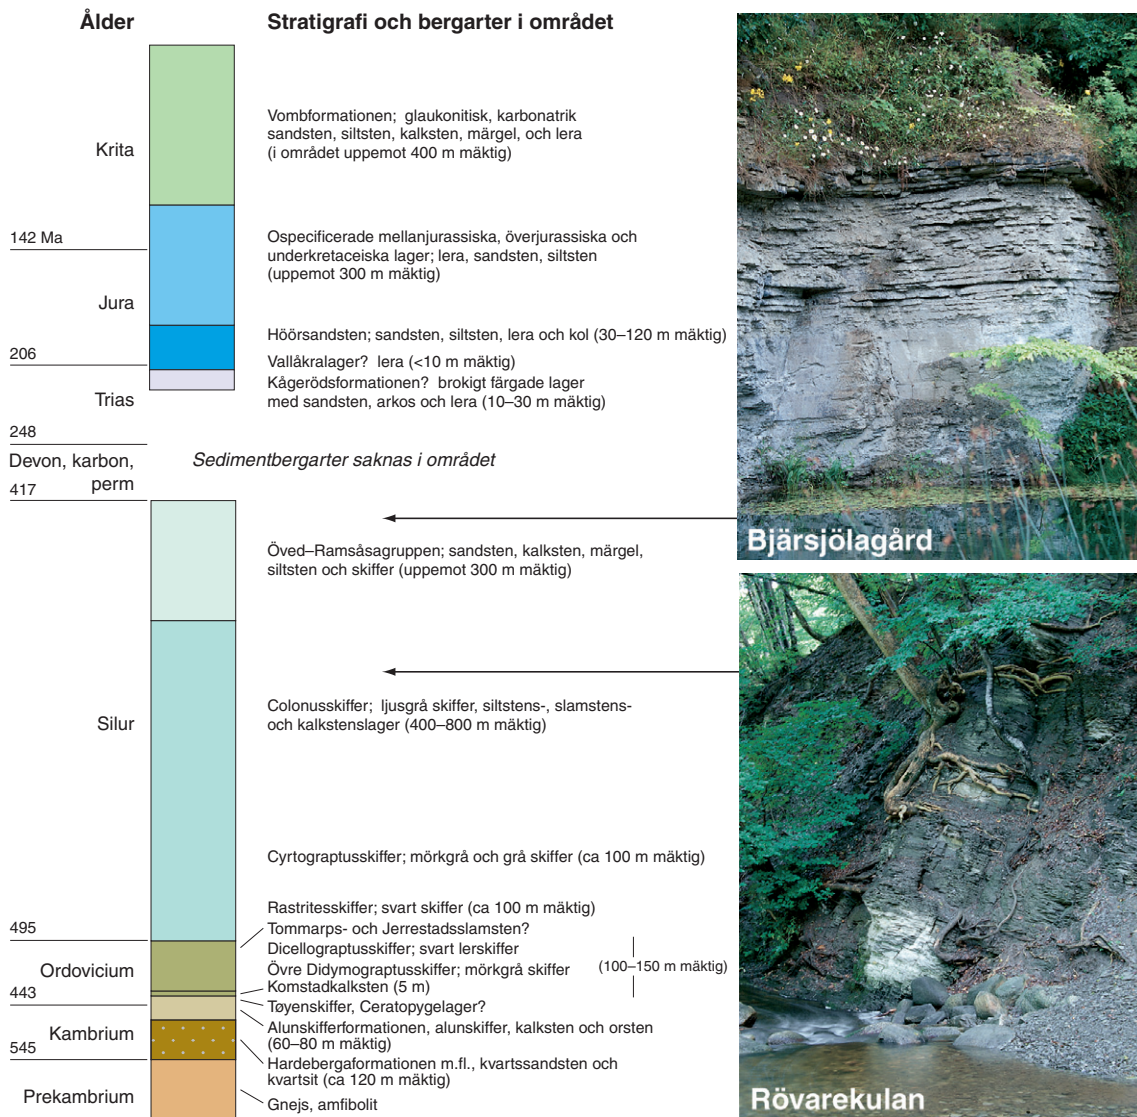 Ålder
Stratigrafi och bergarter i området
Krita
Vombformationen; glaukonitisk, karbonatrik
sandsten, siltsten, kalksten, märgel, och lera
(i området uppemot 400 m mäktig)
142 Ma
Ospecificerade mellanjurassiska, överjurassiska och
underkretaceiska lager; lera, sandsten, siltsten
(uppemot 300 m mäktig)
Jura
Höörsandsten; sandsten, siltsten, lera och kol (30–120 m mäktig)
206
Vallåkralager? lera (<10 m mäktig)
Kågerödsformationen? brokigt färgade lager
med sandsten, arkos och lera (10–30 m mäktig)
Trias
248
Devon, karbon,
perm
Sedimentbergarter saknas i området
417
Bjärsjölagård
Öved–Ramsåsagruppen; sandsten, kalksten, märgel,
siltsten och skiffer (uppemot 300 m mäktig)
Silur
Colonusskiffer; ljusgrå skiffer, siltstens-, slamstens-
och kalkstenslager (400–800 m mäktig)
Cyrtograptusskiffer; mörkgrå och grå skiffer (ca 100 m mäktig)
Rastritesskiffer; svart skiffer (ca 100 m mäktig)
495
Tommarps- och Jerrestadsslamsten?
Dicellograptusskiffer; svart lerskiffer
Ordovicium
Övre Didymograptusskiffer; mörkgrå skiffer
(100–150 m mäktig)
Komstadkalksten (5 m)
443
Tøyenskiffer, Ceratopygelager?
Kambrium
Alunskifferformationen, alunskiffer, kalksten och orsten
(60–80 m mäktig)
545
Hardebergaformationen m.fl., kvartssandsten och
kvartsit (ca 120 m mäktig)
Prekambrium
Gnejs, amfibolit
Rövarekulan